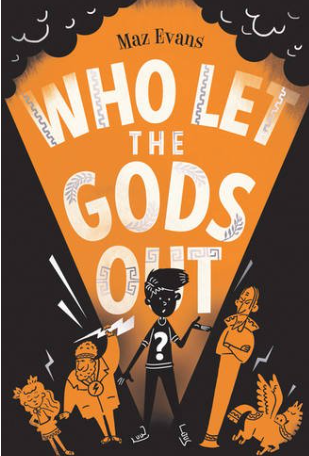 Maz Evans
WHO LET
THE
GODS
OUT
?